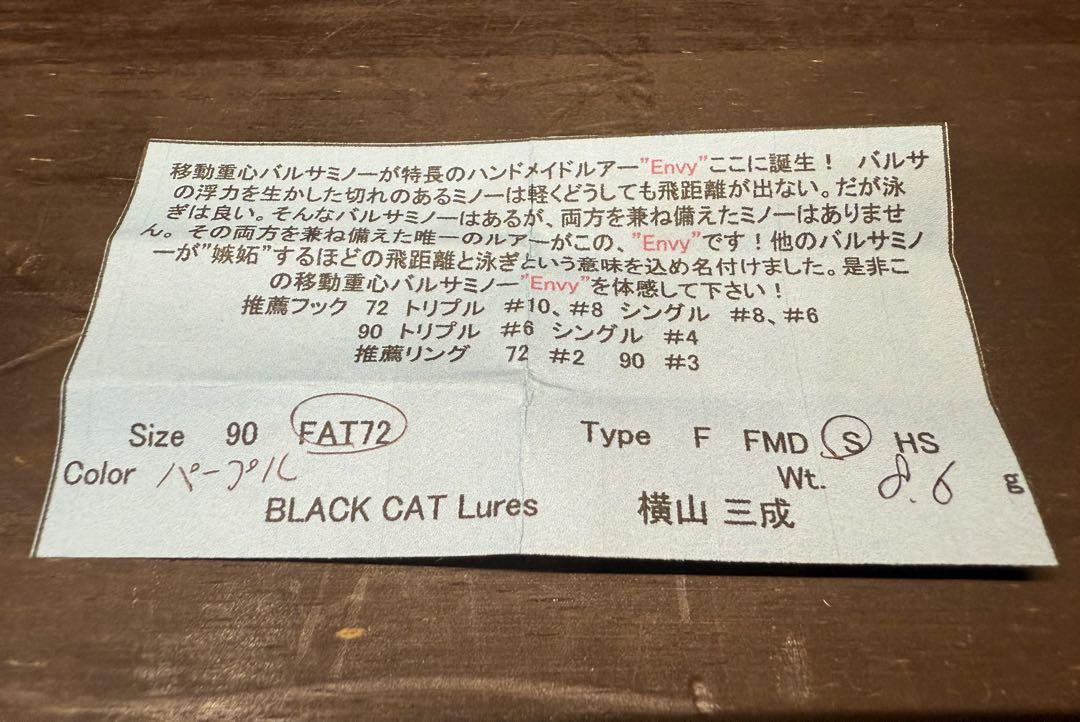 移動重心バルサミノーが特長のハンドメイドルアー"Envy"ここに誕生！ バルサ
の浮力を生かした切れのあるミノーは軽くどうしても飛距離が出ない。だが泳
ぎは良い。そんなバルサミノーはあるが、両方を兼ね備えたミノーはありませ
ん。その両方を兼ね備えた唯一のルアーがこの、"Envy"です！他のバルサミノ
ーが"嫉妬"するほどの飛距離と泳ぎという意味を込め名付けました。是非こ
の移動重心バルサミノー"Envy"を体感して下さい！
推薦フック 72 トリプル #10、#8 シングル #8、#6
90 トリプル #6 シングル #4
推薦リング 72 #2 90 #3
Size 90 FAT72 Type F FMD S HS
Color パープル Wt. 8.6 g
BLACK CAT Lures 横山 三成